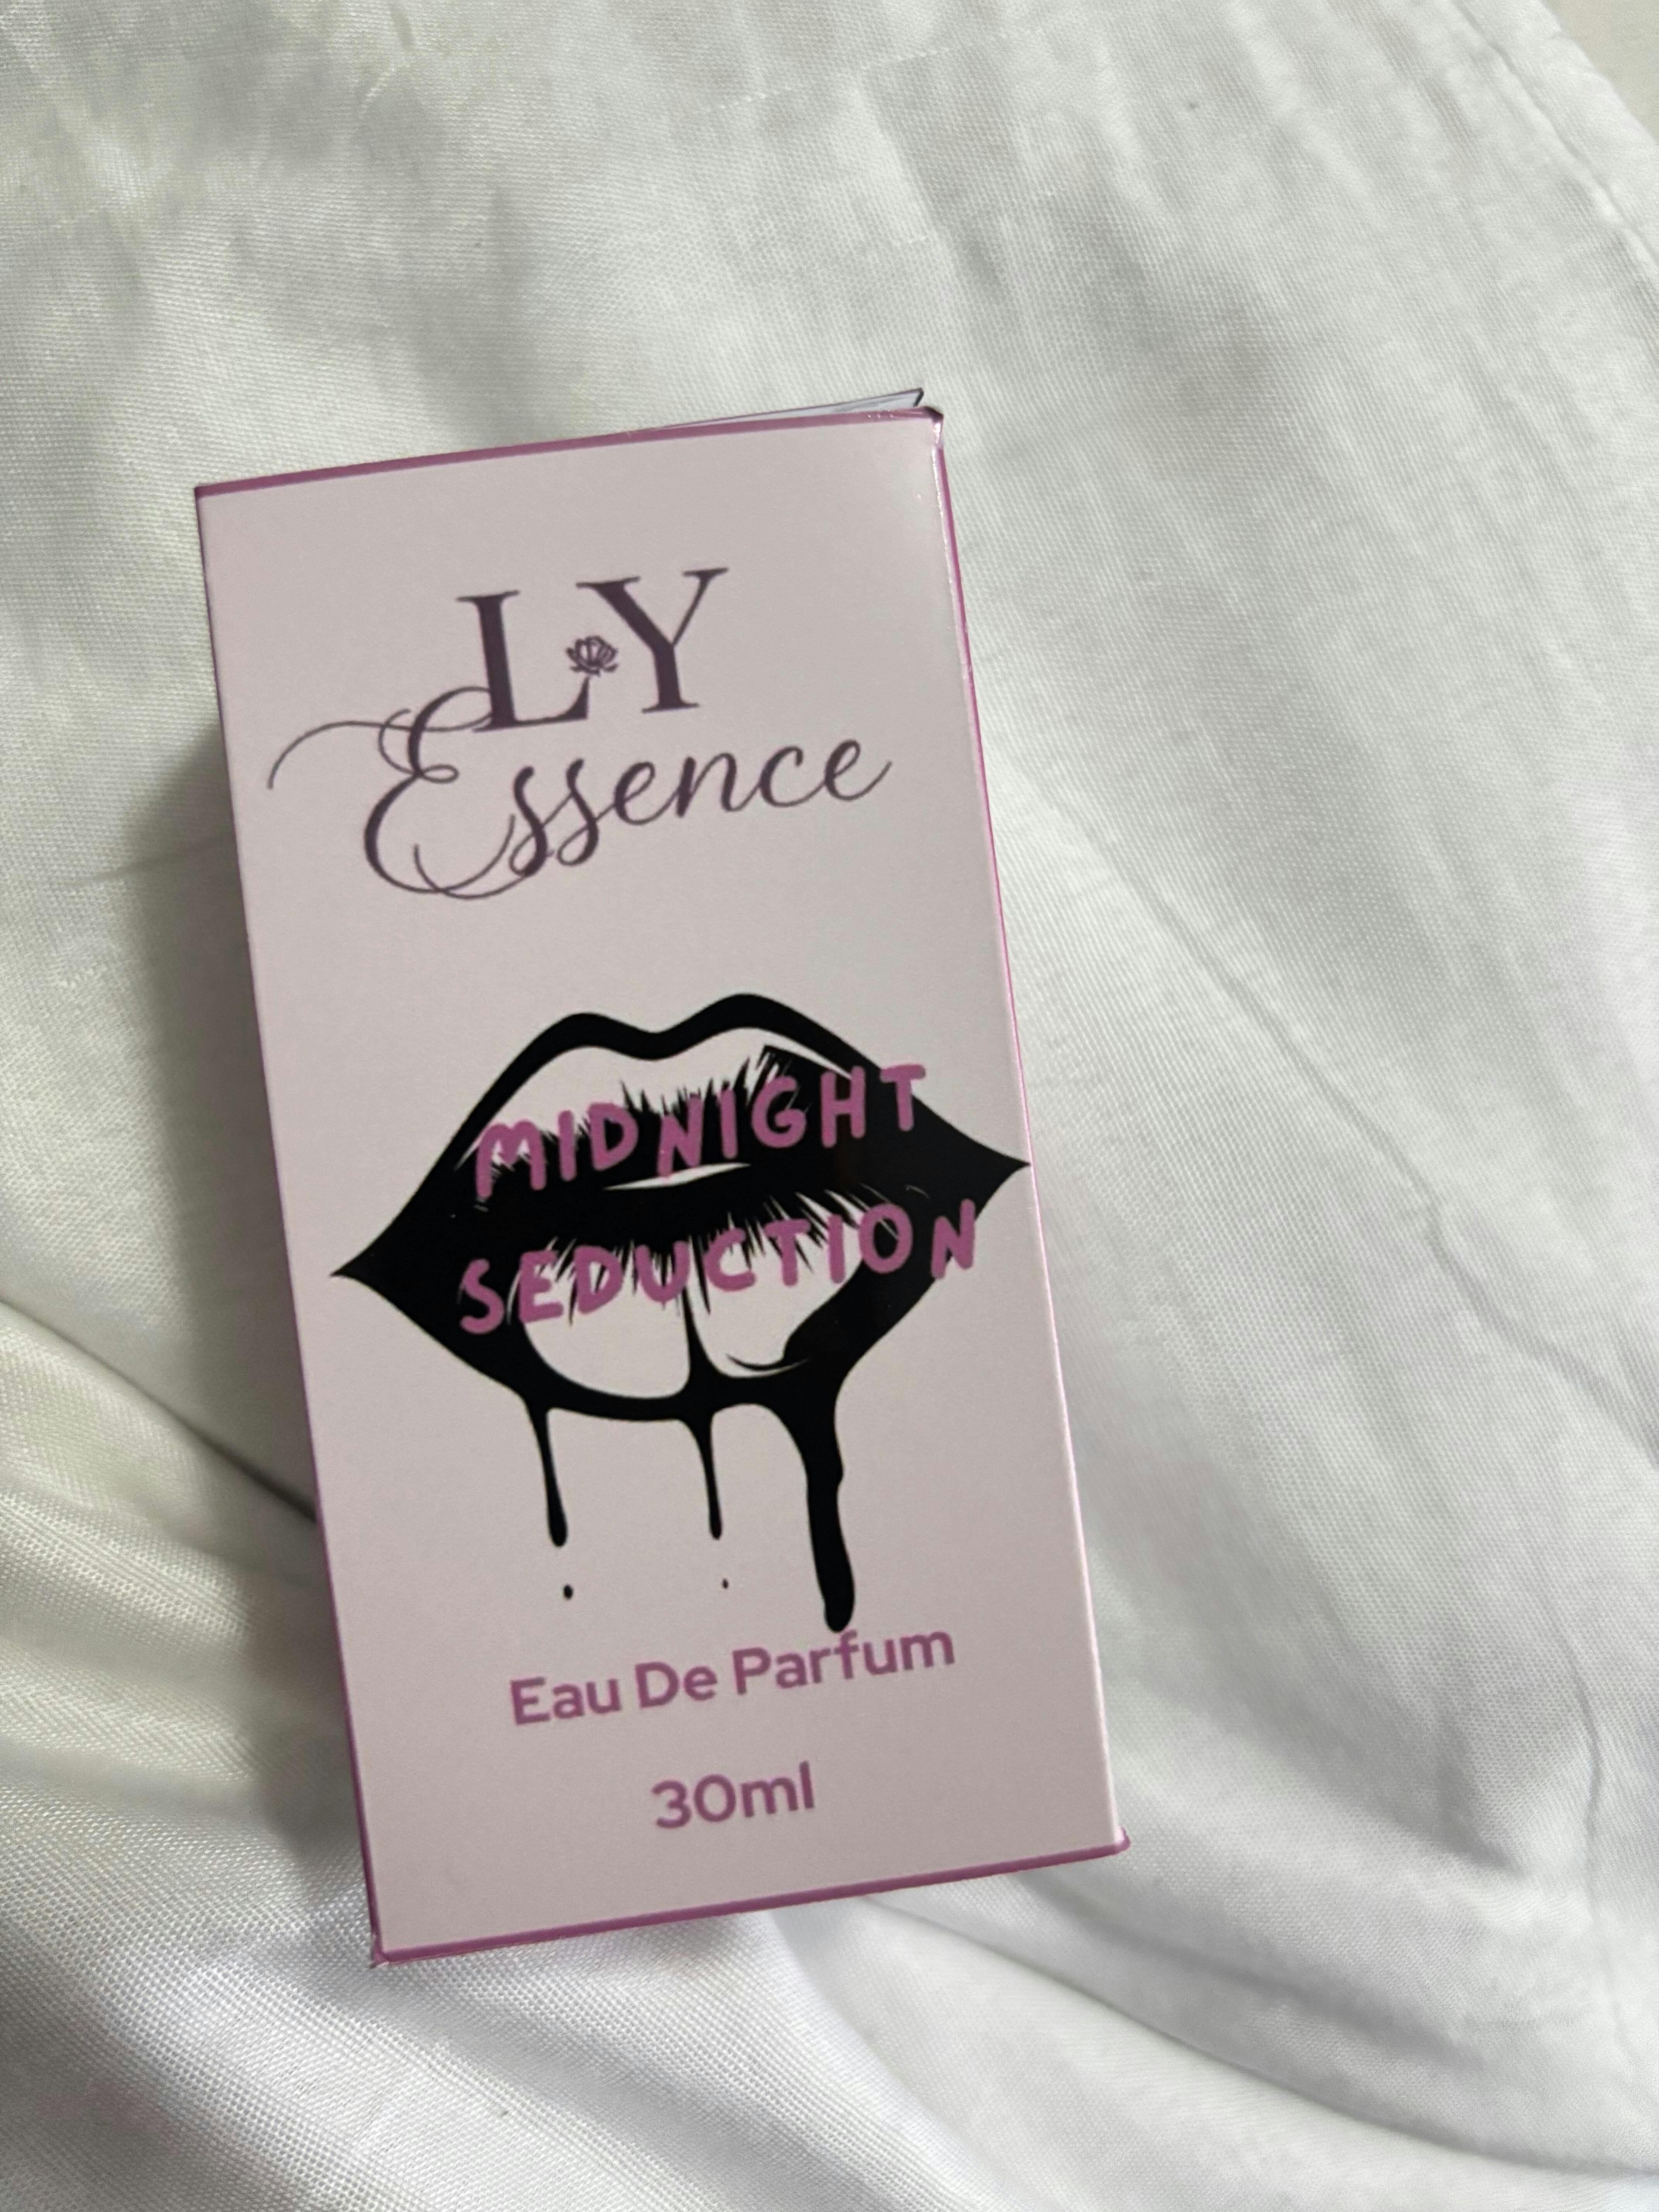 LY
Essence
MIDNIGHT
SEDUCTION
Eau De Parfum
30ml